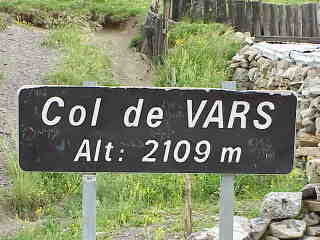 Col de VARS
Alt: 2109 m